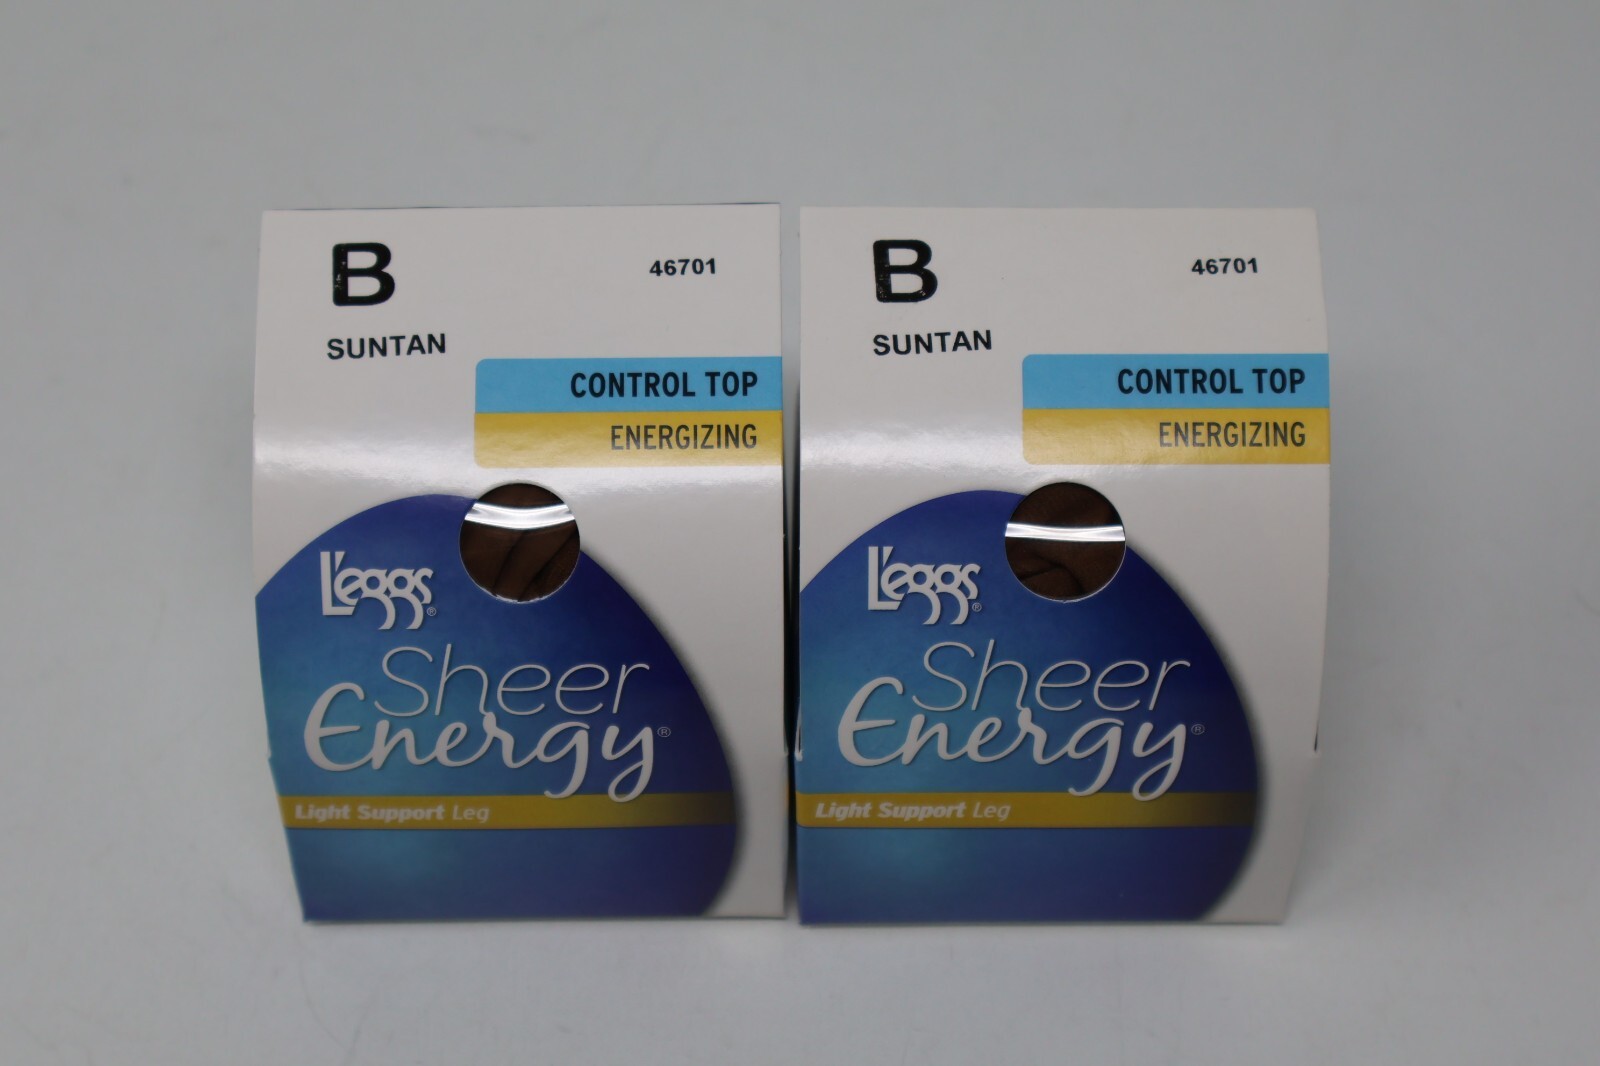 B
46701
SUNTAN
CONTROL TOP
ENERGIZING
L'eggs®
Sheer
Energy®
Light Support Leg
B
46701
SUNTAN
CONTROL TOP
ENERGIZING
L'eggs®
Sheer
Energy®
Light Support Leg